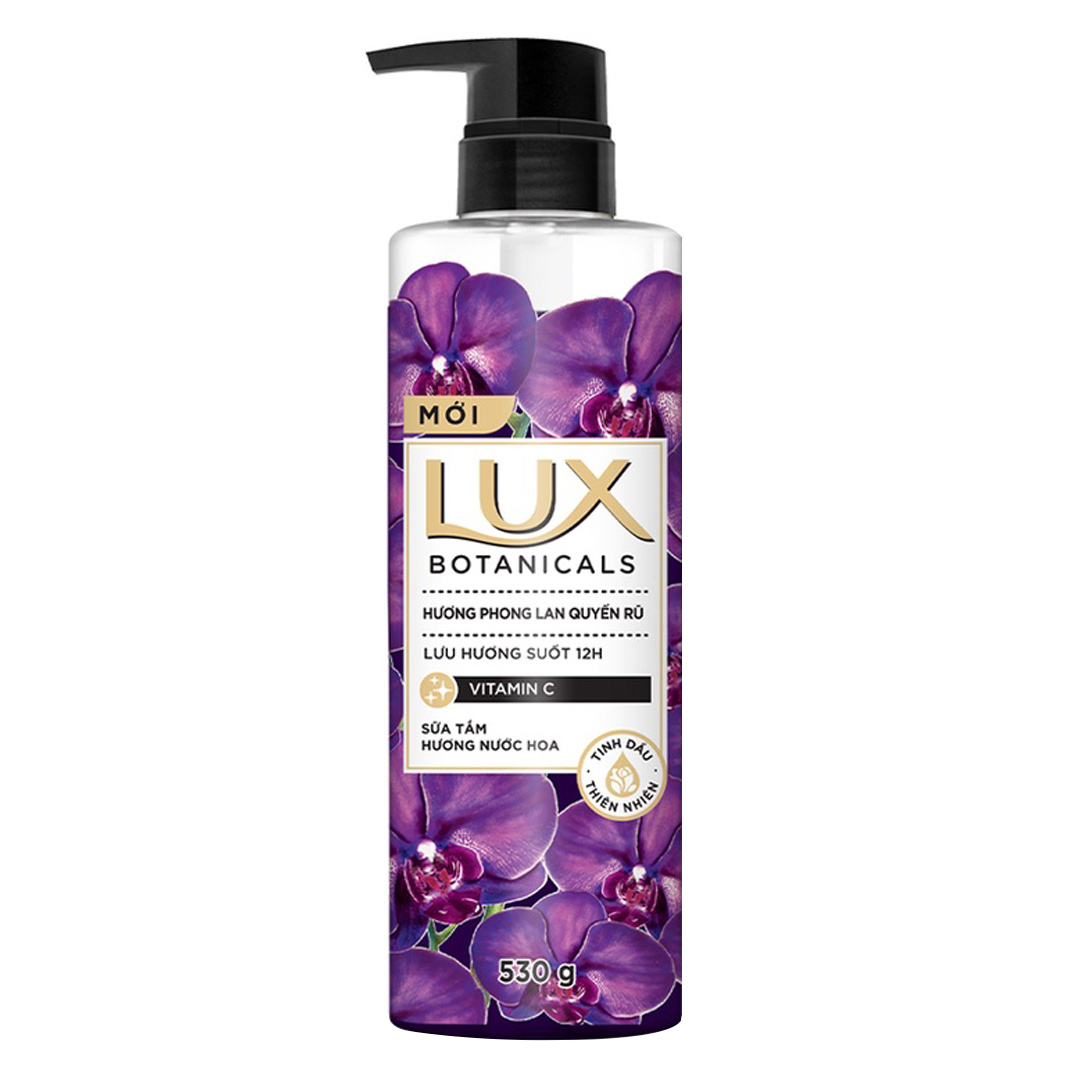 MỚI
LUX
BOTANICALS
HƯƠNG PHONG LAN QUYẾN RŨ
LƯU HƯƠNG SUỐT 12H
VITAMIN C
SỮA TẮM
HƯƠNG NƯỚC HOA
TINH DẦU
THIÊN NHIÊN
530 g